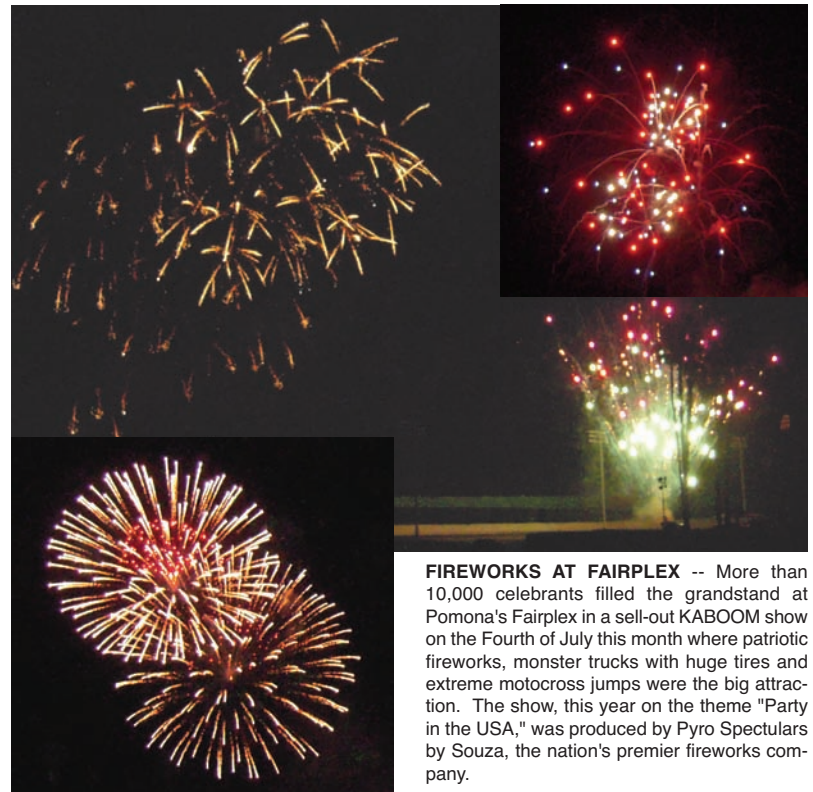 FIREWORKS AT FAIRPLEX -- More than
10,000 celebrants filled the grandstand at
Pomona's Fairplex in a sell-out KABOOM show
on the Fourth of July this month where patriotic
fireworks, monster trucks with huge tires and
extreme motocross jumps were the big attrac-
tion. The show, this year on the theme "Party
in the USA," was produced by Pyro Spectulars
by Souza, the nation's premier fireworks com-
pany.